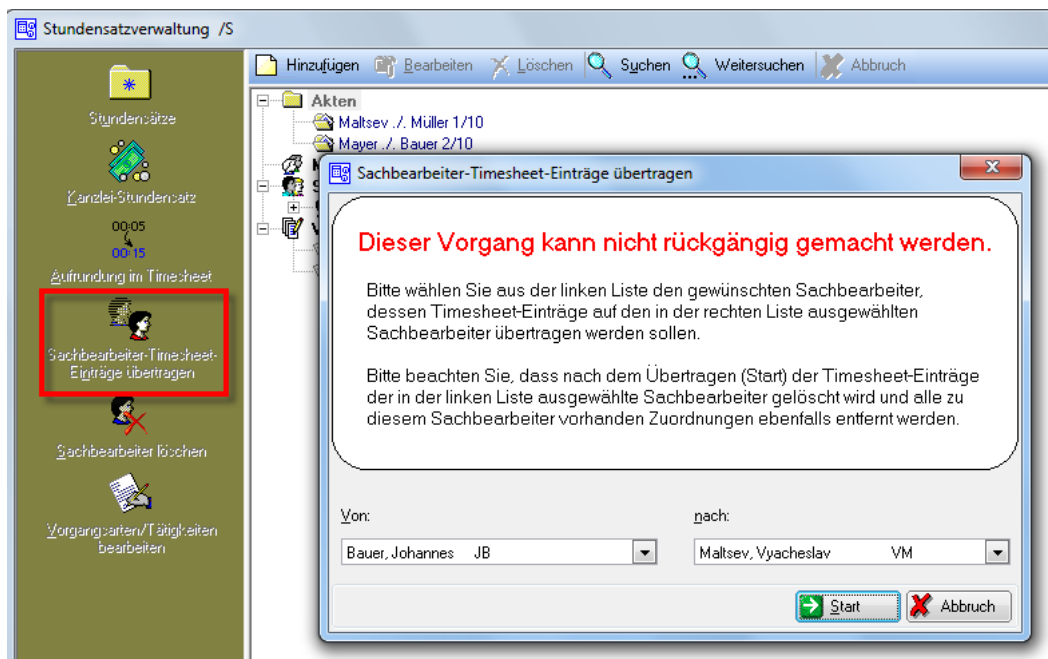 Stundensatzverwaltung /S
Stundensätze
Kanzlei-Stundensatz
00:05
00:15
Aufrundung im Timesheet
Sachbearbeiter-Timesheet-
Einträge übertragen
Sachbearbeiter löschen
Vorgangsarten/Tätigkeiten
bearbeiten
Hinzufügen Bearbeiten Löschen Suchen Weitersuchen Abbruch
Akten
Maltsev ./. Müller 1/10
Mayer ./. Bauer 2/10
Sachbearbeiter-Timesheet-Einträge übertragen
Dieser Vorgang kann nicht rückgängig gemacht werden.
Bitte wählen Sie aus der linken Liste den gewünschten Sachbearbeiter,
dessen Timesheet-Einträge auf den in der rechten Liste ausgewählten
Sachbearbeiter übertragen werden sollen.
Bitte beachten Sie, dass nach dem Übertragen (Start) der Timesheet-Einträge
der in der linken Liste ausgewählte Sachbearbeiter gelöscht wird und alle zu
diesem Sachbearbeiter vorhanden Zuordnungen ebenfalls entfernt werden.
Von: nach:
Bauer, Johannes JB Maltsev, Vyacheslav VM
Start Abbruch